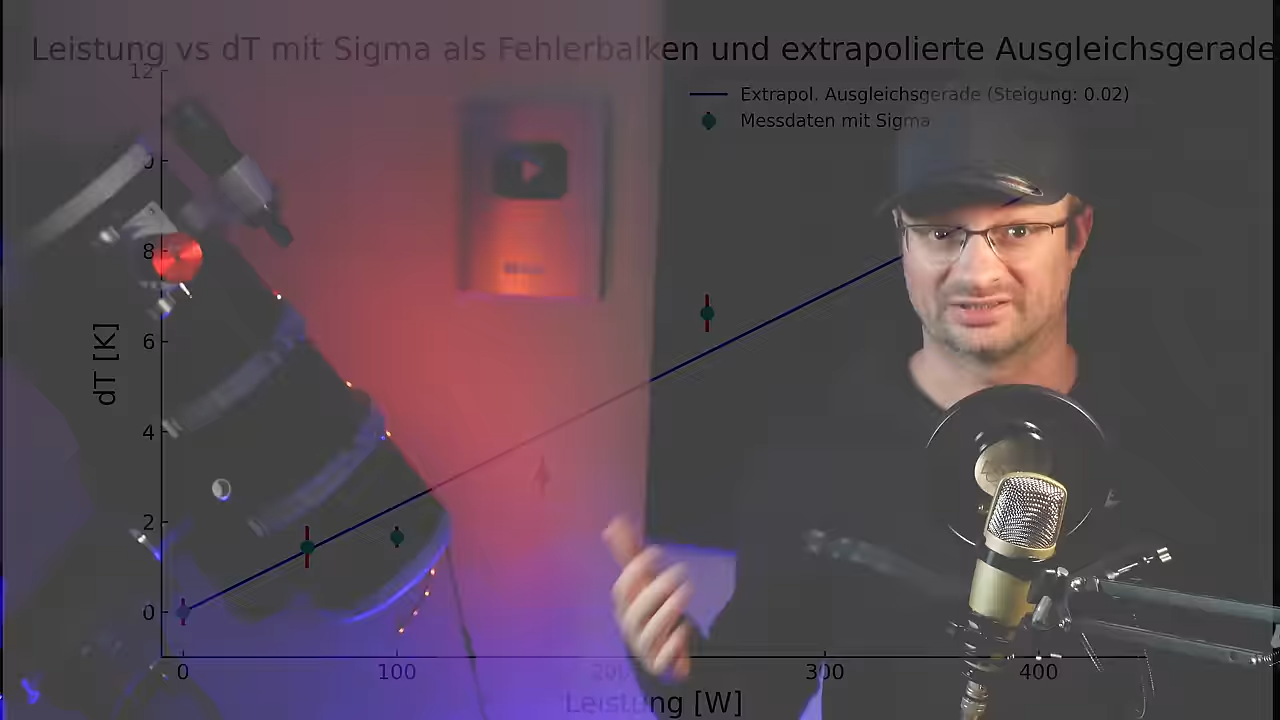 Leistung vs dT mit Sigma als Fehlerbalken und extrapolierte Ausgleichsgerade
Extrapol. Ausgleichsgerade (Steigung: 0.02)
Messdaten mit Sigma
12
8
6
4
2
0
dT [K]
0
100
200
300
400
Leistung [W]